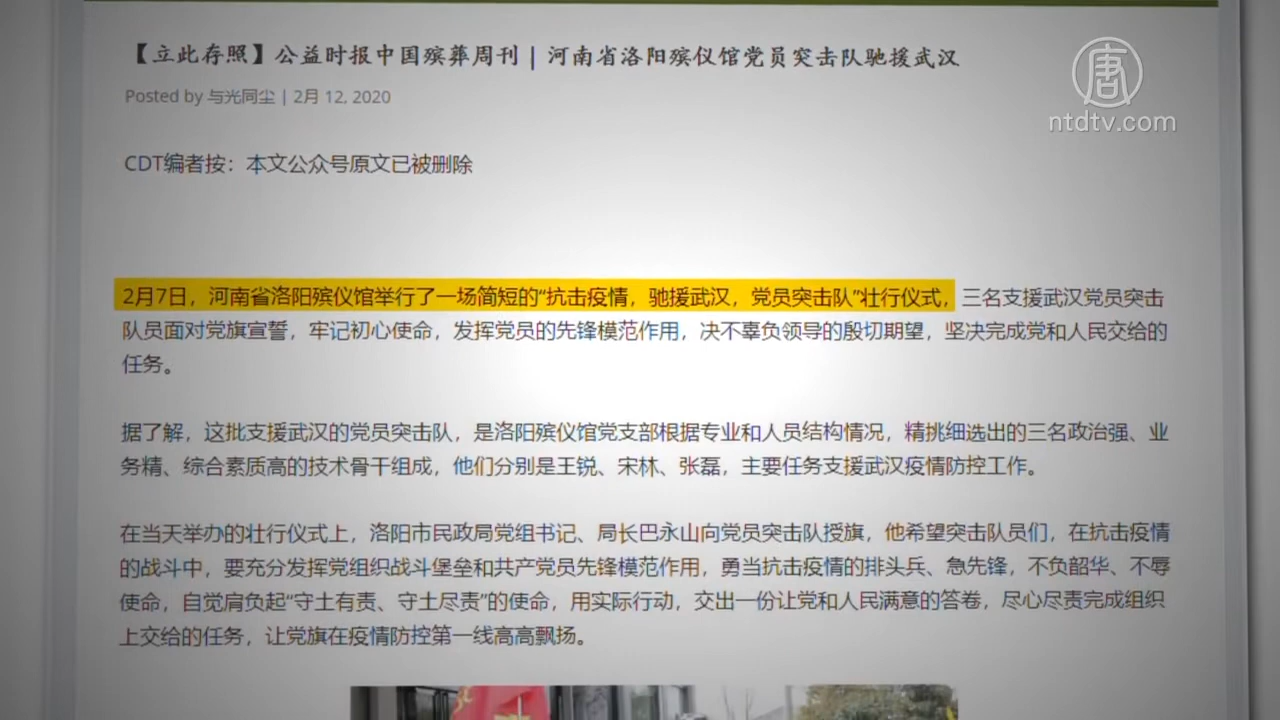 【立此存照】公益时报中国殡葬周刊 | 河南省洛阳殡仪馆党员突击队驰援武汉
唐
ntdtv.com
Posted by 与光同尘 | 2月 12, 2020
CDT编者按：本文公众号原文已被删除
2月7日，河南省洛阳殡仪馆举行了一场简短的“抗击疫情，驰援武汉，党员突击队”壮行仪式，三名支援武汉党员突击
队员面对党旗宣誓，牢记初心使命，发挥党员的先锋模范作用，决不辜负领导的殷切期望，坚决完成党和人民交给的
任务。
据了解，这批支援武汉的党员突击队，是洛阳殡仪馆党支部根据专业和人员结构情况，精挑细选出的三名政治强、业
务精、综合素质高的技术骨干组成，他们分别是王锐、宋林、张磊，主要任务支援武汉疫情防控工作。
在当天举办的壮行仪式上，洛阳市民政局党组书记、局长巴永山向党员突击队授旗，他希望突击队员们，在抗击疫情
的战斗中，要充分发挥党组织战斗堡垒和共产党员先锋模范作用，勇当抗击疫情的排头兵、急先锋，不负韶华、不辱
使命，自觉肩负起“守土有责、守土尽责”的使命，用实际行动，交出一份让党和人民满意的答卷，尽心尽责完成组织
上交给的任务，让党旗在疫情防控第一线高高飘扬。